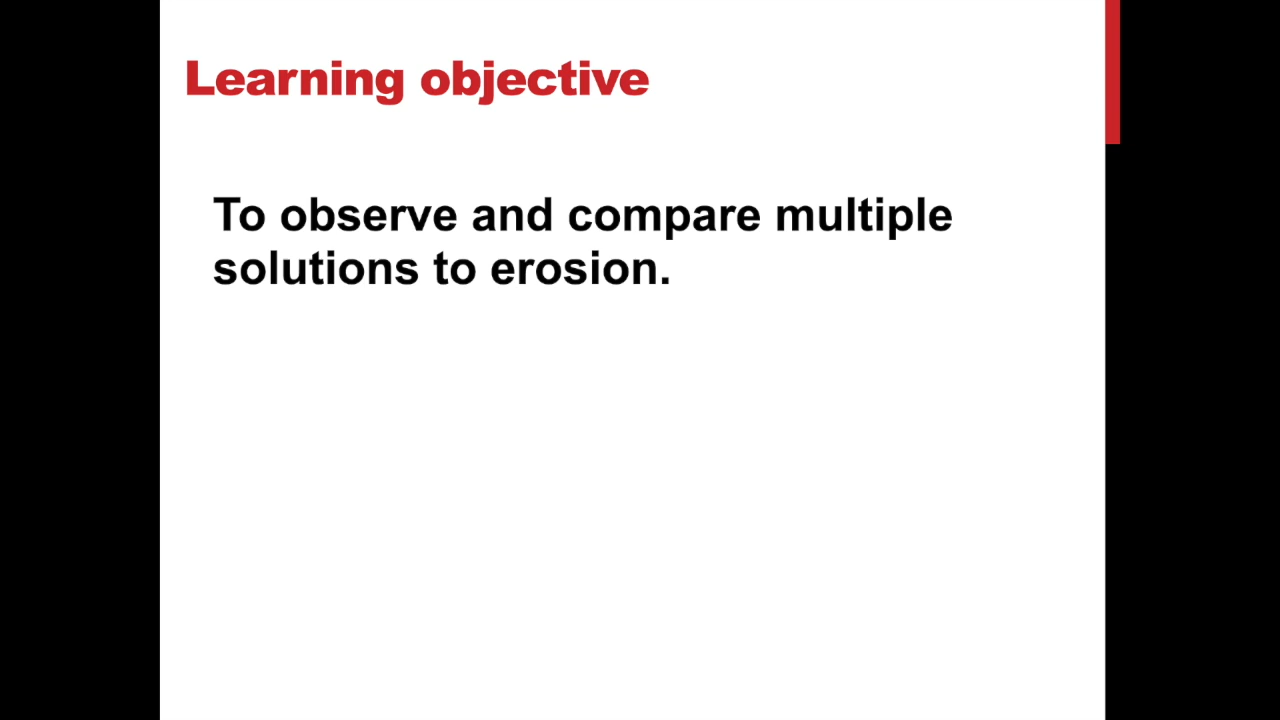 Learning objective
To observe and compare multiple
solutions to erosion.